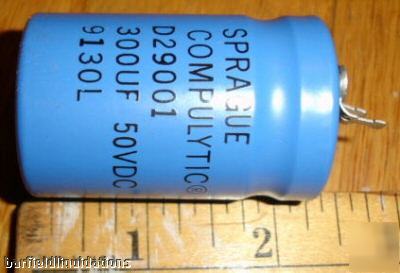 SPRAGUE
COMPULYTIC®
D29001
300UF 50VDC
9130L
1 2
barfieldliquidations